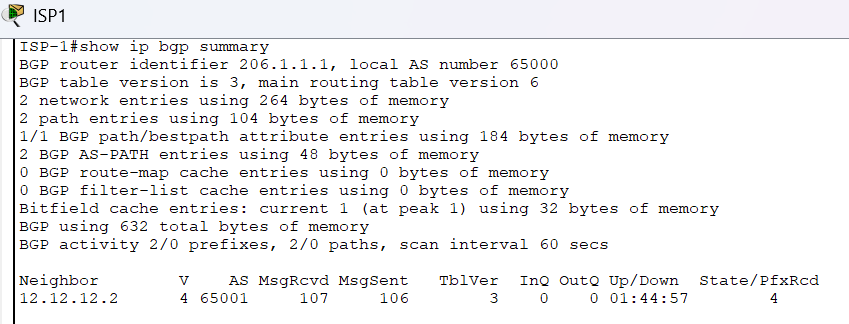 ISP1
ISP-1#show ip bgp summary
BGP router identifier 206.1.1.1, local AS number 65000
BGP table version is 3, main routing table version 6
2 network entries using 264 bytes of memory
2 path entries using 104 bytes of memory
1/1 BGP path/bestpath attribute entries using 184 bytes of memory
2 BGP AS-PATH entries using 48 bytes of memory
0 BGP route-map cache entries using 0 bytes of memory
0 BGP filter-list cache entries using 0 bytes of memory
Bitfield cache entries: current 1 (at peak 1) using 32 bytes of memory
BGP using 632 total bytes of memory
BGP activity 2/0 prefixes, 2/0 paths, scan interval 60 secs
Neighbor V AS MsgRcvd MsgSent TblVer InQ OutQ Up/Down State/PfxRcd
12.12.12.2 4 65001 107 106 3 0 0 01:44:57 4